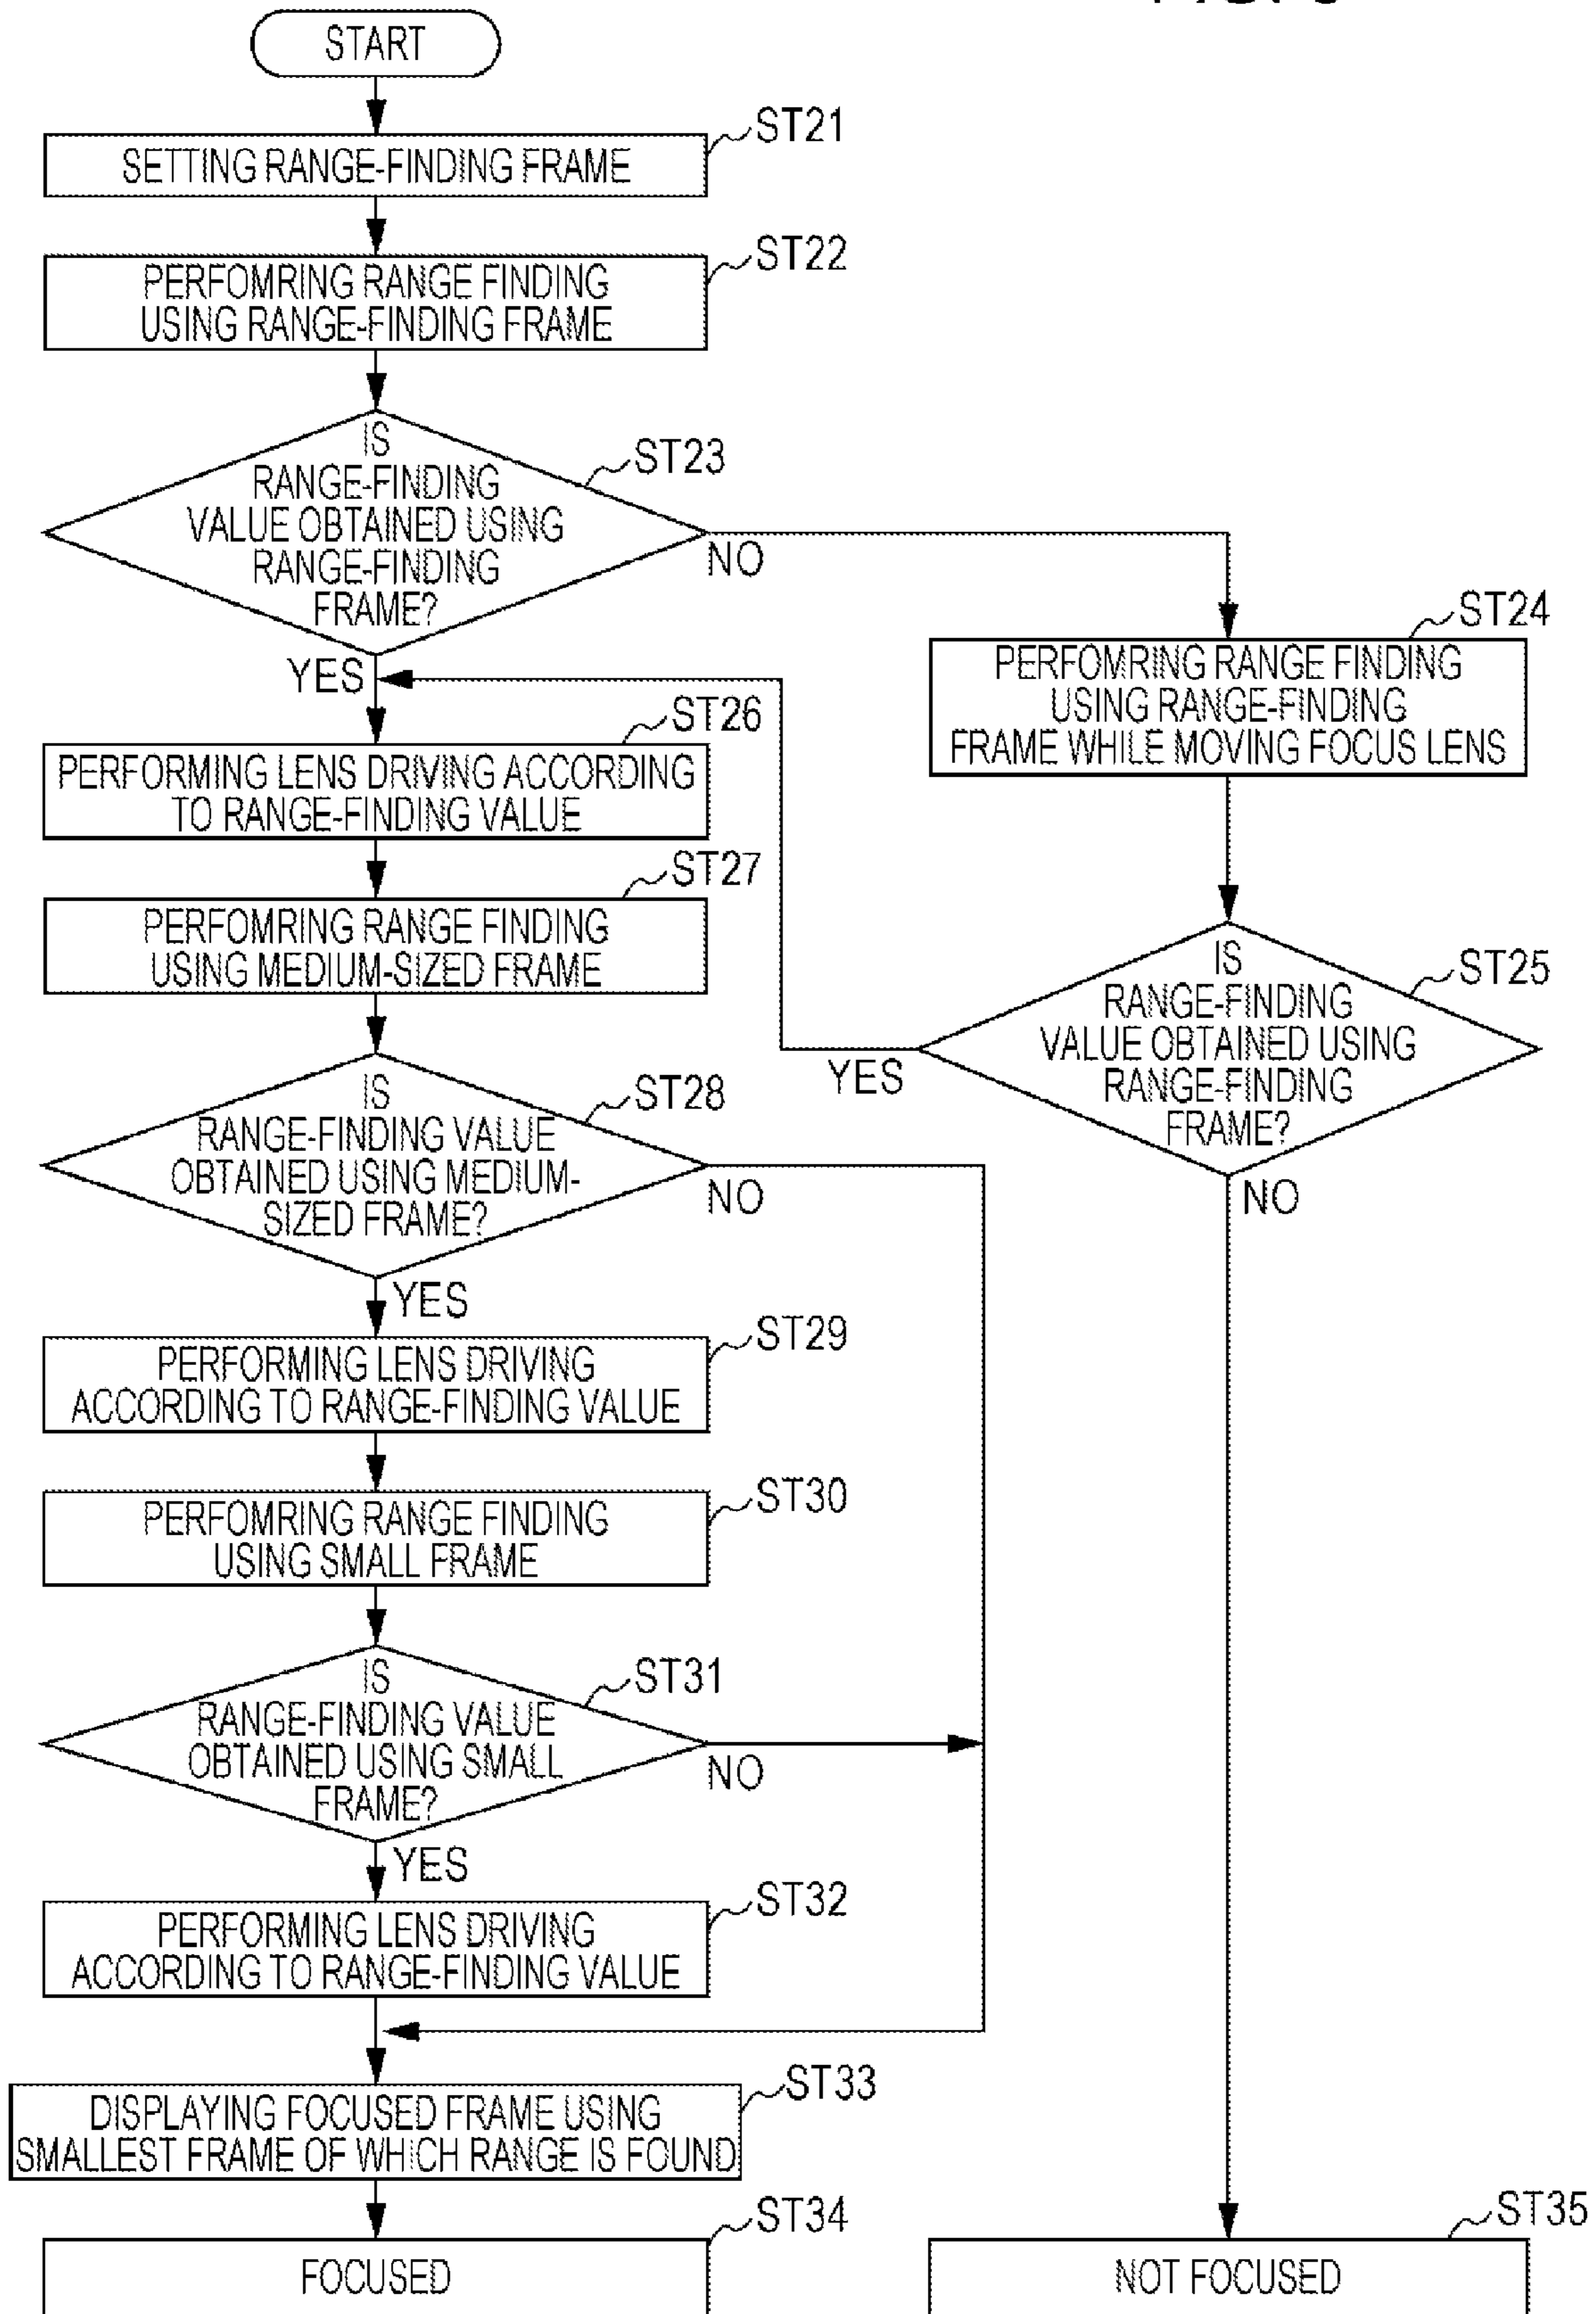 START
ST21
SETTING RANGE-FINDING FRAME
ST22
PERFOMRING RANGE FINDING
USING RANGE-FINDING FRAME
IS
RANGE-FINDING
VALUE OBTAINED USING
RANGE-FINDING
FRAME?
ST23
NO
YES
ST24
PERFOMRING RANGE FINDING
USING RANGE-FINDING
FRAME WHILE MOVING FOCUS LENS
ST26
PERFORMING LENS DRIVING ACCORDING
TO RANGE-FINDING VALUE
ST27
PERFOMRING RANGE FINDING
USING MEDIUM-SIZED FRAME
IS
RANGE-FINDING
VALUE OBTAINED USING
RANGE-FINDING
FRAME?
ST25
YES
NO
IS
RANGE-FINDING VALUE
OBTAINED USING MEDIUM-
SIZED FRAME?
ST28
NO
YES
ST29
PERFORMING LENS DRIVING
ACCORDING TO RANGE-FINDING VALUE
ST30
PERFOMRING RANGE FINDING
USING SMALL FRAME
IS
RANGE-FINDING VALUE
OBTAINED USING SMALL
FRAME?
ST31
NO
YES
ST32
PERFORMING LENS DRIVING
ACCORDING TO RANGE-FINDING VALUE
ST33
DISPLAYING FOCUSED FRAME USING
SMALLEST FRAME OF WHICH RANGE IS FOUND
ST34
FOCUSED
ST35
NOT FOCUSED